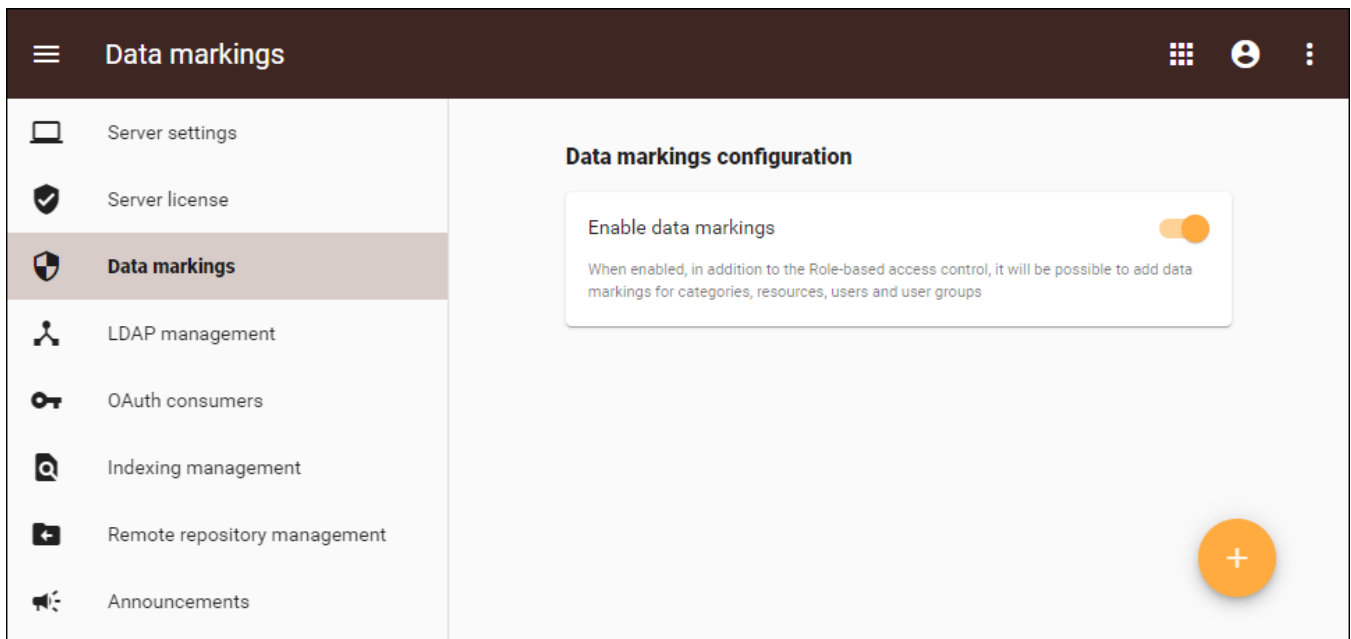 Data markings
Server settings
Server license
Data markings
LDAP management
OAuth consumers
Indexing management
Remote repository management
Announcements
Data markings configuration
Enable data markings
When enabled, in addition to the Role-based access control, it will be possible to add data
markings for categories, resources, users and user groups